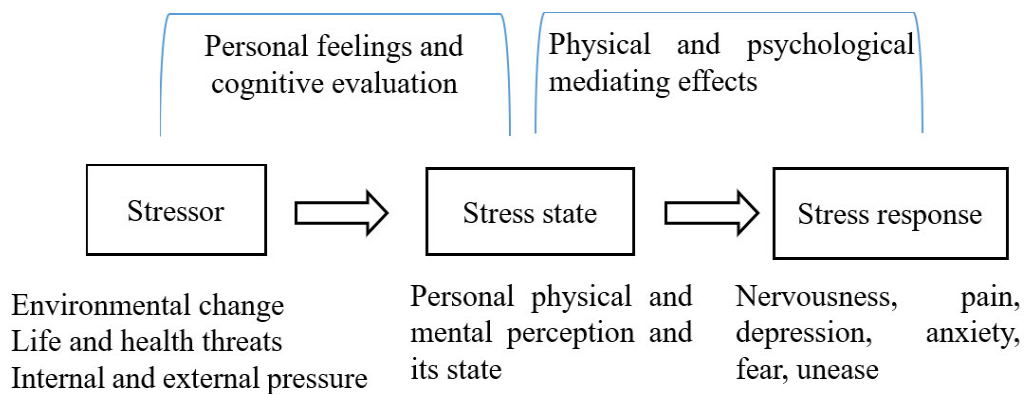 Personal feelings and
cognitive evaluation
Physical and psychological
mediating effects
Stressor
Stress state
Stress response
Environmental change
Life and health threats
Internal and external pressure
Personal physical and
mental perception and
its state
Nervousness, pain,
depression, anxiety,
fear, unease